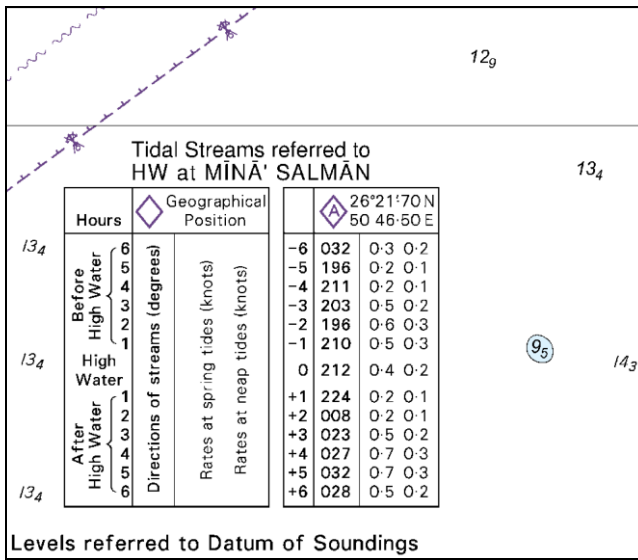 12₉
Tidal Streams referred to
HW at MĪNĀ' SALMĀN
13₄
Hours
Geographical
Position
A
26°21'·70 N
50 46·50 E
Before
High Water
6
5
4
3
2
1
High
Water
After
High Water
1
2
3
4
5
6
Directions of streams (degrees)
Rates at spring tides (knots)
Rates at neap tides (knots)
−6 032 0·3 0·2
−5 196 0·2 0·1
−4 211 0·2 0·1
−3 203 0·5 0·2
−2 196 0·6 0·3
−1 210 0·5 0·3
0 212 0·4 0·2
+1 224 0·2 0·1
+2 008 0·2 0·1
+3 023 0·5 0·2
+4 027 0·7 0·3
+5 032 0·7 0·3
+6 028 0·5 0·2
13₄
13₄
13₄
9₅
14₃
Levels referred to Datum of Soundings